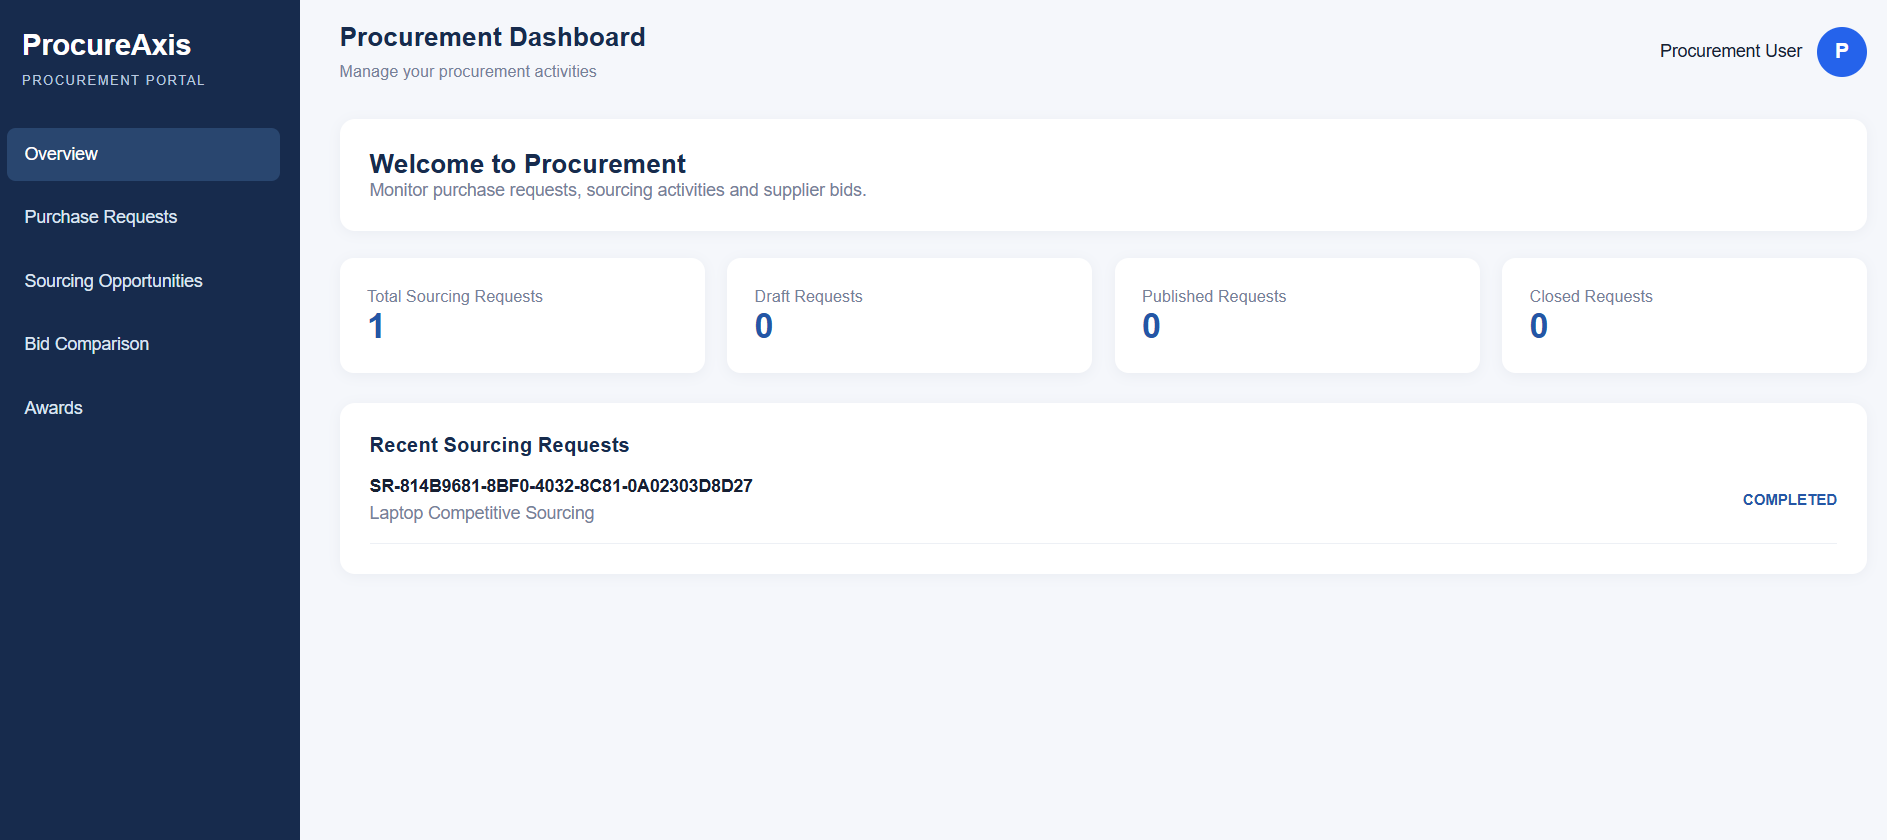 ProcureAxis
PROCUREMENT PORTAL
Overview
Purchase Requests
Sourcing Opportunities
Bid Comparison
Awards
Procurement Dashboard
Manage your procurement activities
Procurement User
P
Welcome to Procurement
Monitor purchase requests, sourcing activities and supplier bids.
Total Sourcing Requests
1
Draft Requests
0
Published Requests
0
Closed Requests
0
Recent Sourcing Requests
SR-814B9681-8BF0-4032-8C81-0A02303D8D27
Laptop Competitive Sourcing
COMPLETED